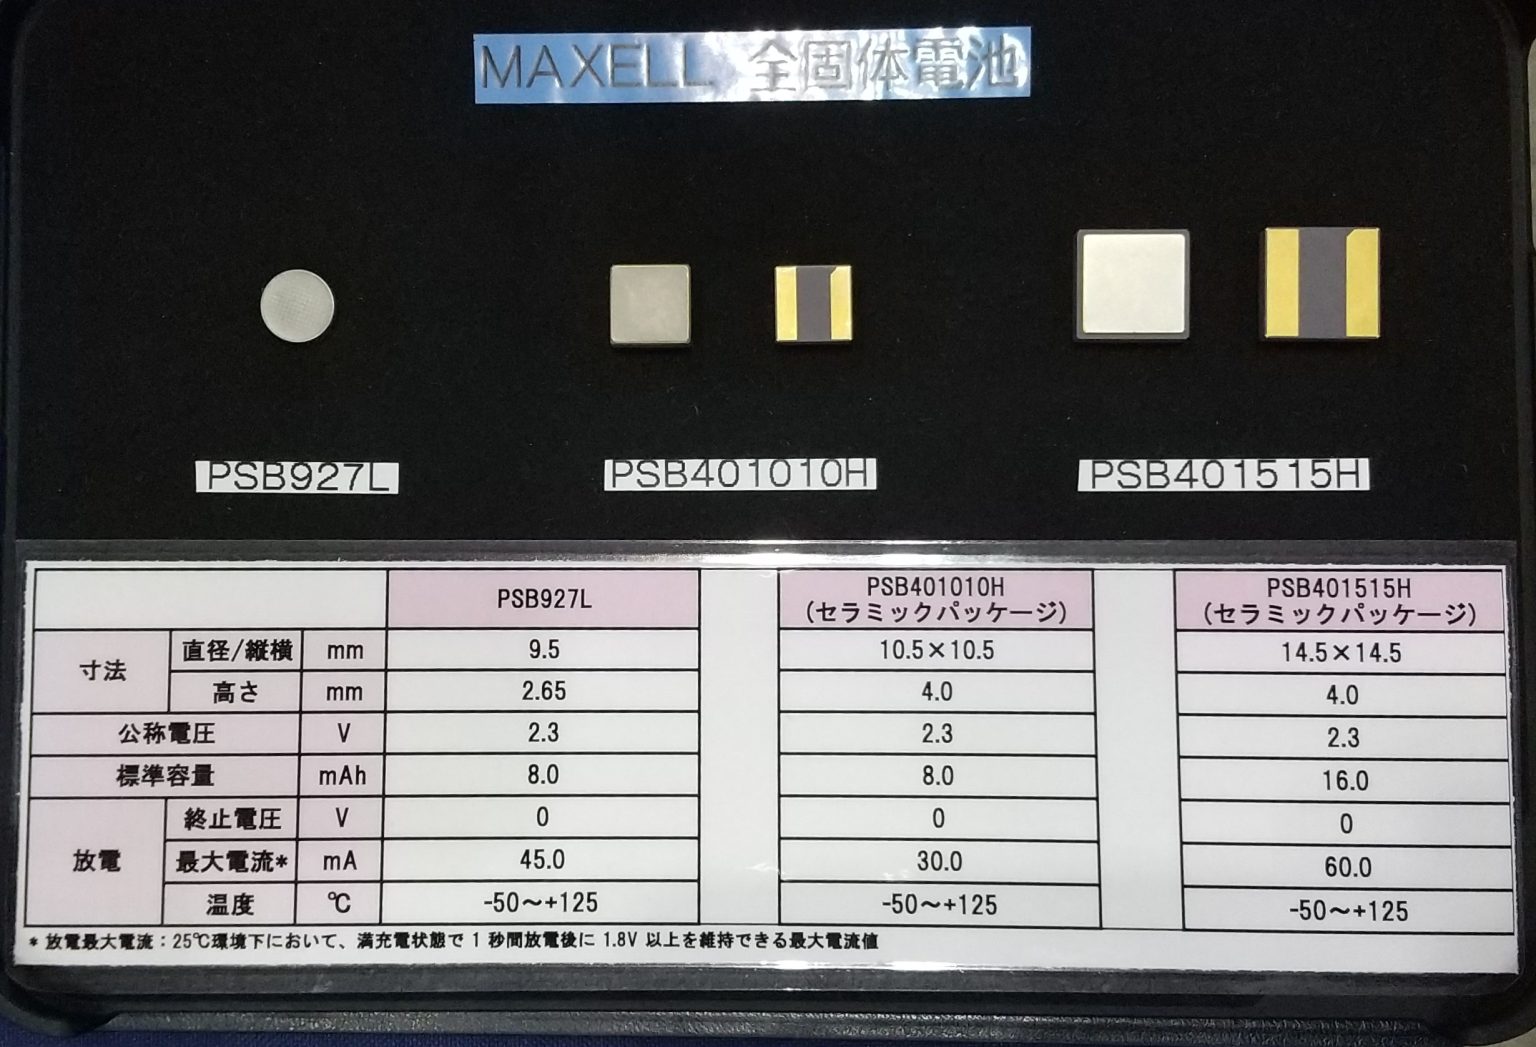 MAXELL 全固体電池
PSB927L PSB401010H PSB401515H
PSB927L PSB401010H (セラミックパッケージ) PSB401515H (セラミックパッケージ)
寸法 直径/縦横 mm 9.5 10.5×10.5 14.5×14.5
高さ mm 2.65 4.0 4.0
公称電圧 V 2.3 2.3 2.3
標準容量 mAh 8.0 8.0 16.0
放電 終止電圧 V 0 0 0
最大電流* mA 45.0 30.0 60.0
温度 ℃ -50～+125 -50～+125 -50～+125
* 放電最大電流：25℃環境下において、満充電状態で 1 秒間放電後に 1.8V 以上を維持できる最大電流値